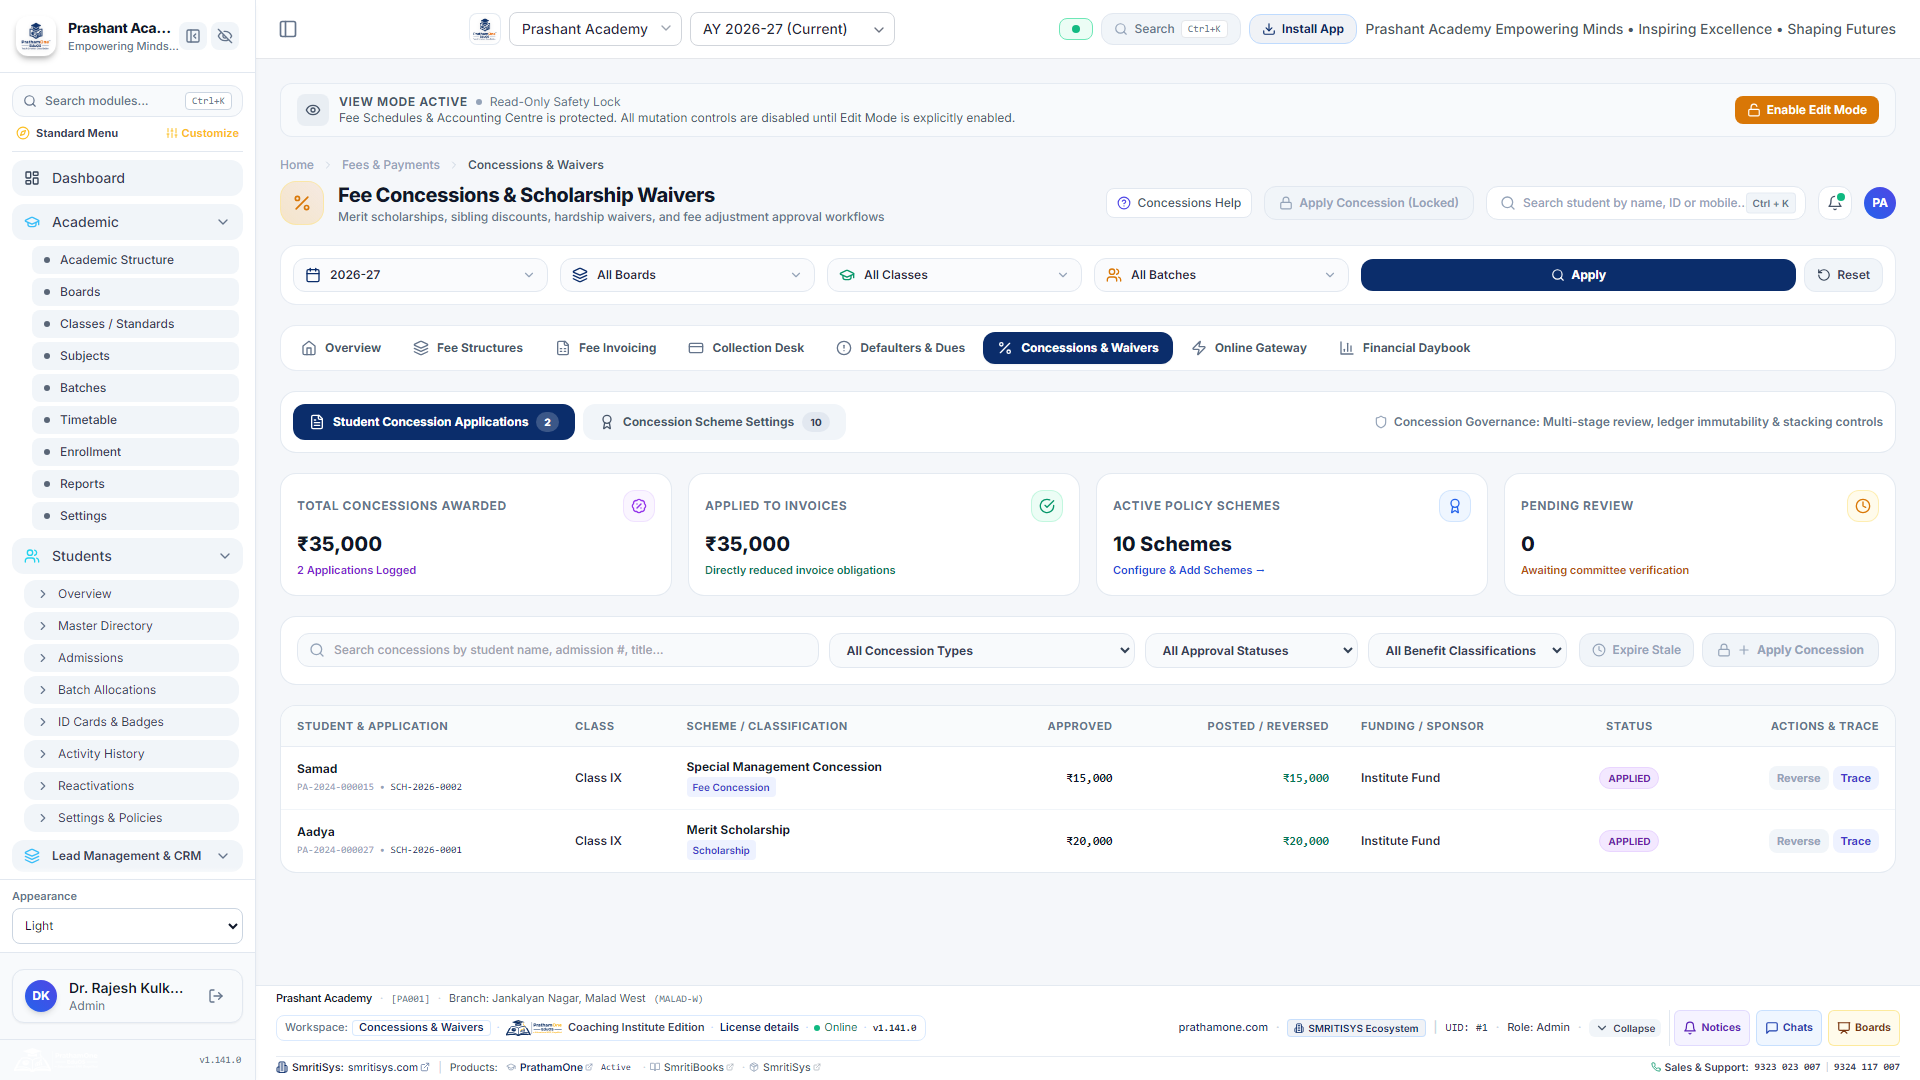 Prashant Aca...
Empowering Minds...
Search modules...
Ctrl+K
Standard Menu
Customize
Dashboard
Academic
Academic Structure
Boards
Classes / Standards
Subjects
Batches
Timetable
Enrollment
Reports
Settings
Students
Overview
Master Directory
Admissions
Batch Allocations
ID Cards & Badges
Activity History
Reactivations
Settings & Policies
Lead Management & CRM
Appearance
Light
DK
Dr. Rajesh Kulk...
Admin
v1.141.0
Prashant Academy
AY 2026-27 (Current)
Search Ctrl+K
Install App
Prashant Academy Empowering Minds • Inspiring Excellence • Shaping Futures
VIEW MODE ACTIVE • Read-Only Safety Lock
Fee Schedules & Accounting Centre is protected. All mutation controls are disabled until Edit Mode is explicitly enabled.
Enable Edit Mode
Home > Fees & Payments > Concessions & Waivers
Fee Concessions & Scholarship Waivers
Merit scholarships, sibling discounts, hardship waivers, and fee adjustment approval workflows
Concessions Help
Apply Concession (Locked)
Search student by name, ID or mobile.. Ctrl + K
PA
2026-27
All Boards
All Classes
All Batches
Apply
Reset
Overview
Fee Structures
Fee Invoicing
Collection Desk
Defaulters & Dues
Concessions & Waivers
Online Gateway
Financial Daybook
Student Concession Applications 2
Concession Scheme Settings 10
Concession Governance: Multi-stage review, ledger immutability & stacking controls
TOTAL CONCESSIONS AWARDED
₹35,000
2 Applications Logged
APPLIED TO INVOICES
₹35,000
Directly reduced invoice obligations
ACTIVE POLICY SCHEMES
10 Schemes
Configure & Add Schemes →
PENDING REVIEW
0
Awaiting committee verification
Search concessions by student name, admission #, title...
All Concession Types
All Approval Statuses
All Benefit Classifications
Expire Stale
+ Apply Concession
STUDENT & APPLICATION CLASS SCHEME / CLASSIFICATION APPROVED POSTED / REVERSED FUNDING / SPONSOR STATUS ACTIONS & TRACE
Samad
PA-2024-000015 • SCH-2026-0002
Class IX
Special Management Concession
Fee Concession
₹15,000
₹15,000
Institute Fund
APPLIED
Reverse
Trace
Aadya
PA-2024-000027 • SCH-2026-0001
Class IX
Merit Scholarship
Scholarship
₹20,000
₹20,000
Institute Fund
APPLIED
Reverse
Trace
Prashant Academy · [PA001] · Branch: Jankalyan Nagar, Malad West (MALAD-W)
Workspace: Concessions & Waivers · Coaching Institute Edition · License details · Online · v1.141.0
prathamone.com · SMRITISYS Ecosystem | UID: #1 · Role: Admin · Collapse
Notices
Chats
Boards
SmritiSys: smritisys.com | Products: PrathamOne Active · SmritiBooks · SmritiSys
Sales & Support: 9323 023 007 | 9324 117 007